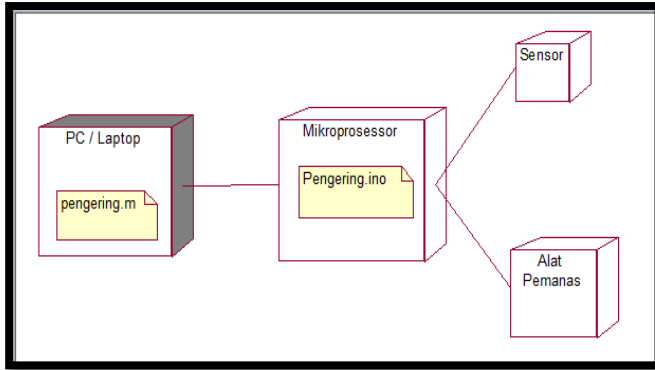 PC / Laptop
pengering.m
Mikroprosessor
Pengering.ino
Sensor
Alat
Pemanas